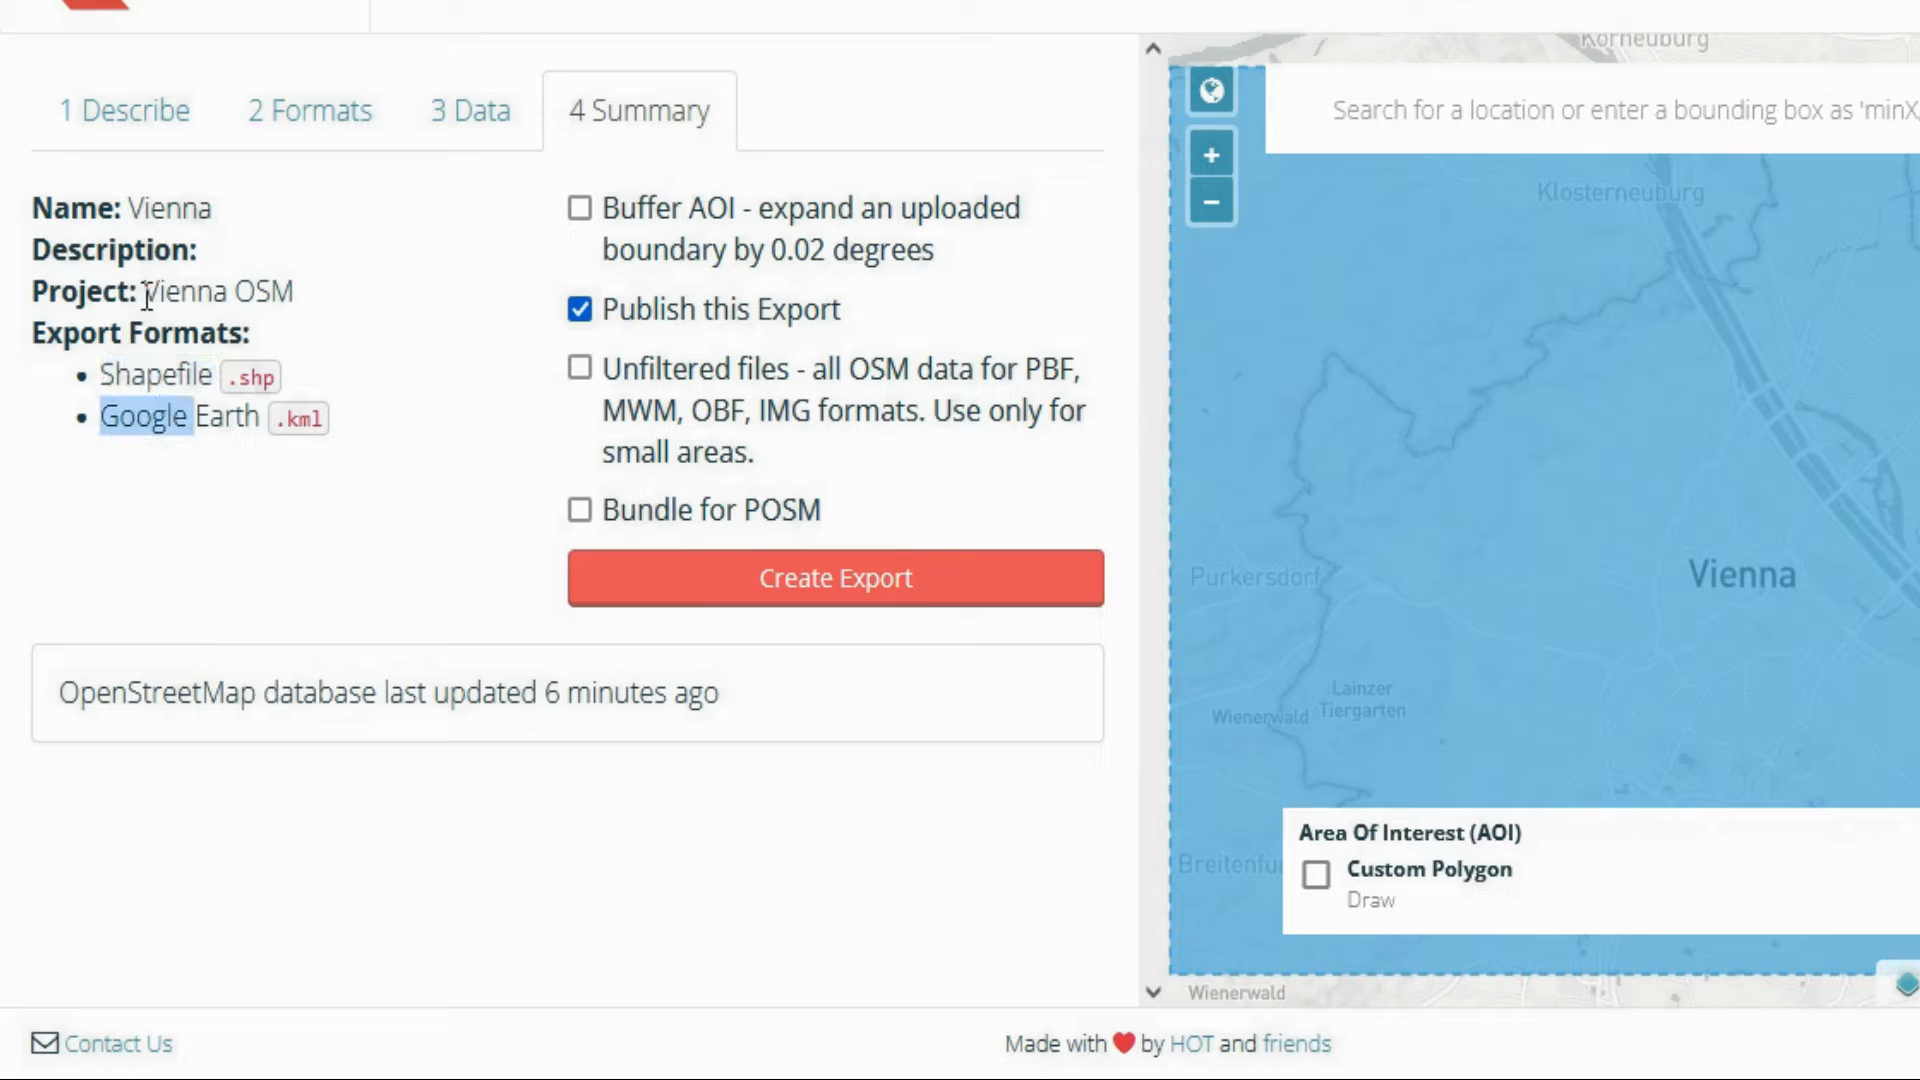 1 Describe
2 Formats
3 Data
4 Summary
Name: Vienna
Description:
Project: Vienna OSM
Export Formats:
Shapefile .shp
Google Earth .kml
Buffer AOI - expand an uploaded
boundary by 0.02 degrees
Publish this Export
Unfiltered files - all OSM data for PBF,
MWM, OBF, IMG formats. Use only for
small areas.
Bundle for POSM
Create Export
OpenStreetMap database last updated 6 minutes ago
Korneuburg
Search for a location or enter a bounding box as 'minX,
+
−
Klosterneuburg
Vienna
Purkersdorf
Lainzer
Tiergarten
Wienerwald
Area Of Interest (AOI)
Custom Polygon
Draw
Wienerwald
Contact Us
Made with ❤ by HOT and friends